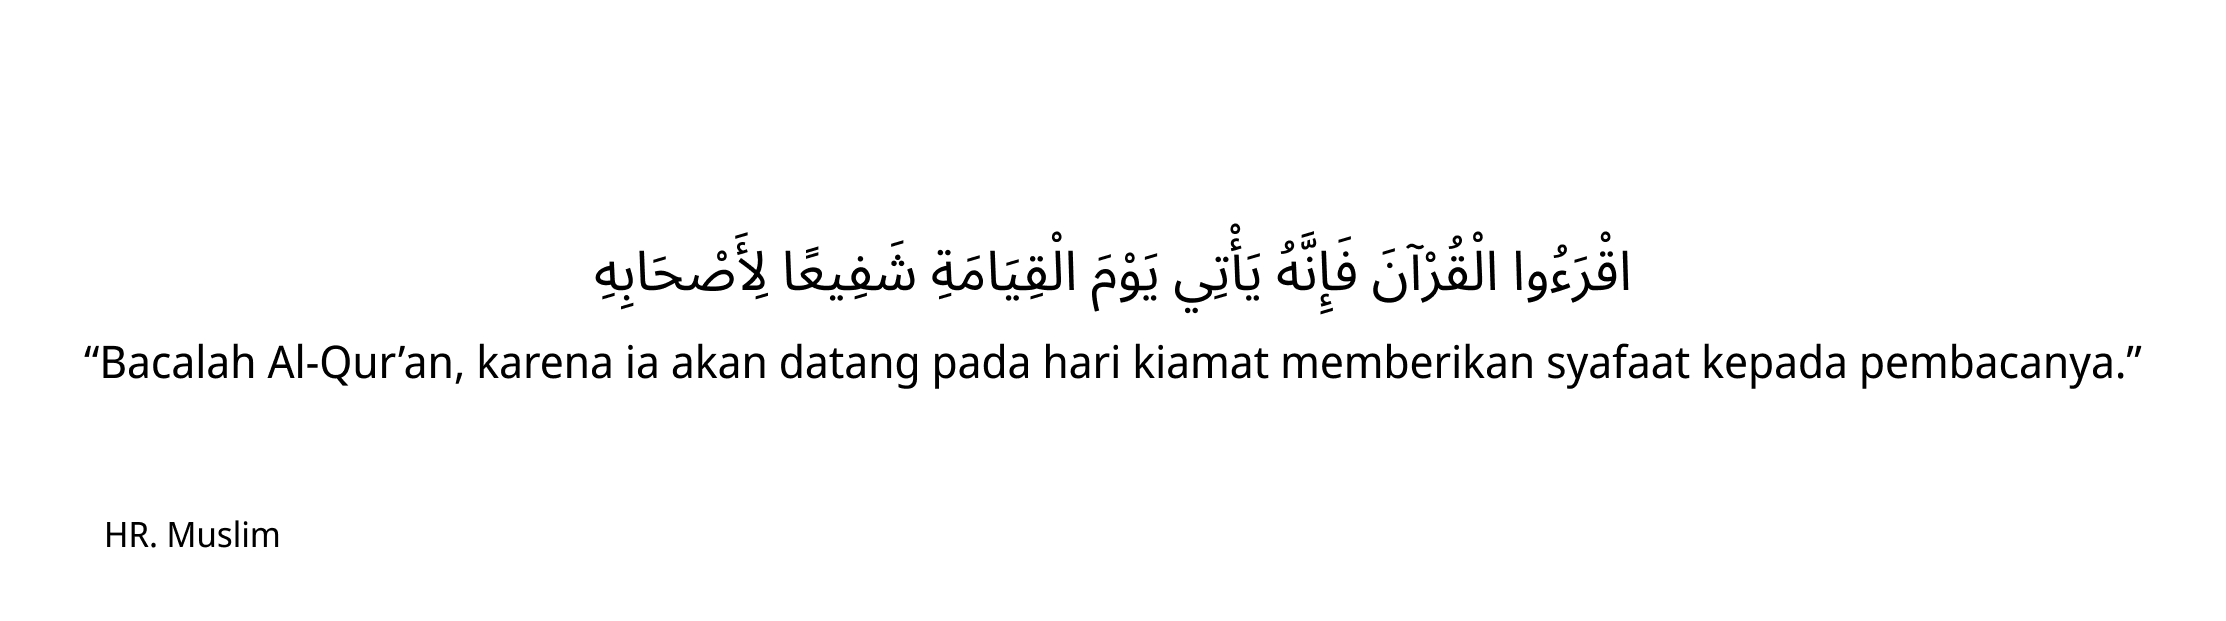 اقْرَءُوا الْقُرْآنَ فَإِنَّهُ يَأْتِي يَوْمَ الْقِيَامَةِ شَفِيعًا لِأَصْحَابِهِ
“Bacalah Al-Qur’an, karena ia akan datang pada hari kiamat memberikan syafaat kepada pembacanya.”
HR. Muslim